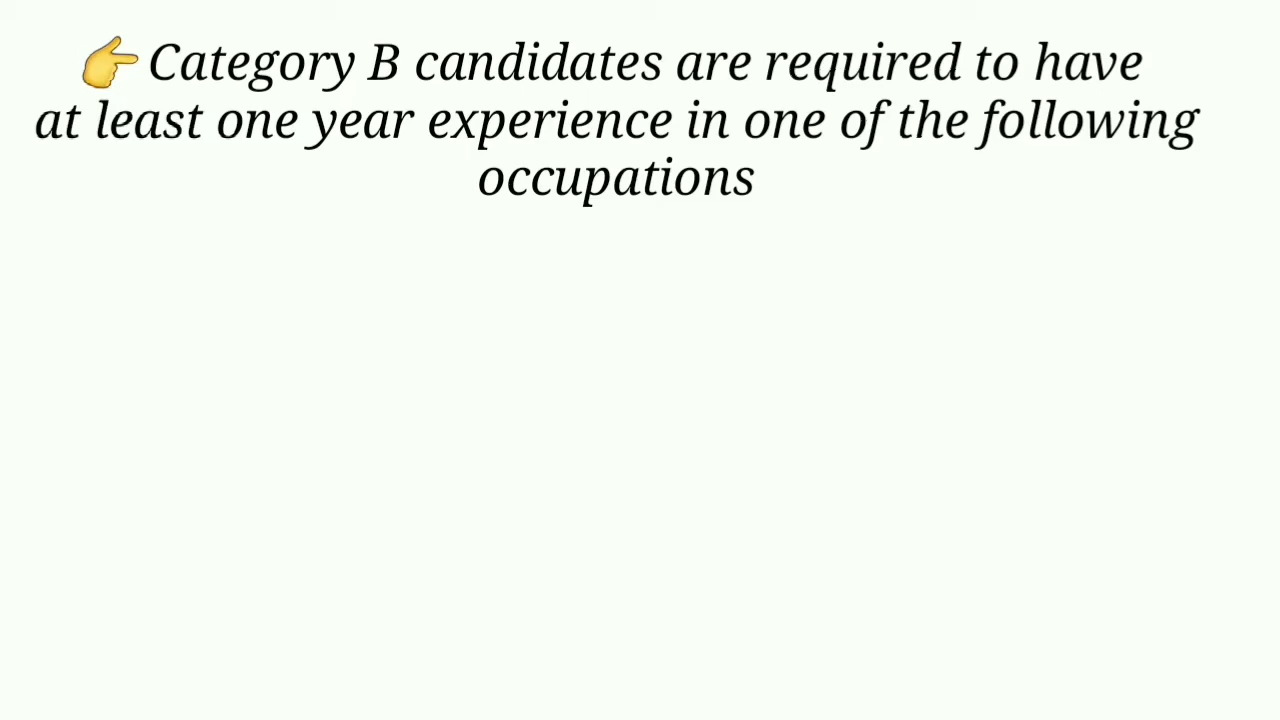 👉Category B candidates are required to have
at least one year experience in one of the following
occupations